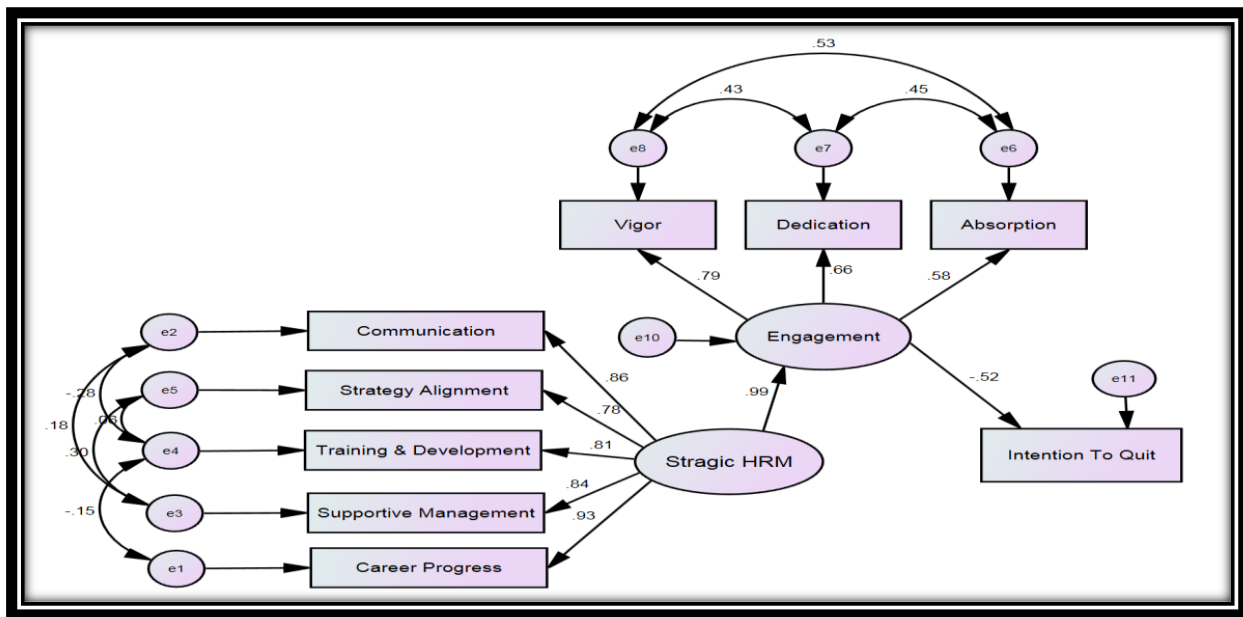 .53
.43
.45
e8
e7
e6
Vigor
Dedication
Absorption
.79
.66
.58
e2
Communication
e10
Engagement
-.28
.86
e5
Strategy Alignment
.99
-.52
e11
.78
.06
.18
.30
e4
Training & Development
.81
Stragic HRM
Intention To Quit
.84
-.15
e3
Supportive Management
.93
e1
Career Progress